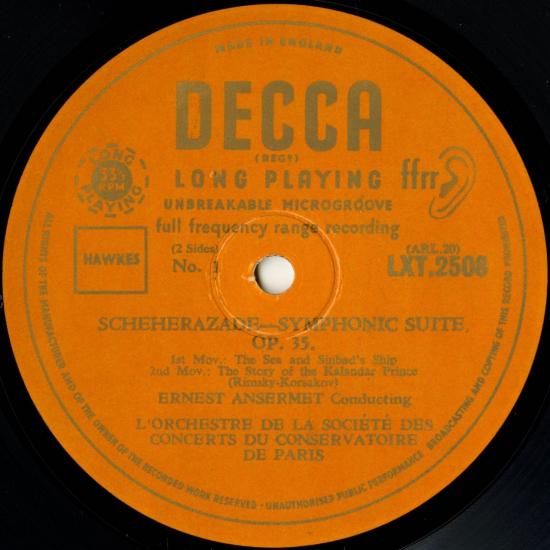 MADE IN ENGLAND
DECCA
(REGD)
LONG PLAYING
33⅓
RPM
LONG PLAYING
ffrr
UNBREAKABLE MICROGROOVE
full frequency range recording
(2 Sides)
(ARL.20)
HAWKES
No. 1
LXT.2508
SCHEHERAZADE—SYMPHONIC SUITE,
OP. 35.
1st Mov.: The Sea and Sinbad's Ship
2nd Mov.: The Story of the Kalandar Prince
(Rimsky-Korsakov)
ERNEST ANSERMET Conducting
L'ORCHESTRE DE LA SOCIÉTÉ DES
CONCERTS DU CONSERVATOIRE
DE PARIS
ALL RIGHTS OF THE MANUFACTURER AND OF THE OWNER OF THE RECORDED WORK RESERVED · UNAUTHORISED PUBLIC PERFORMANCE BROADCASTING AND COPYING OF THIS RECORD PROHIBITED